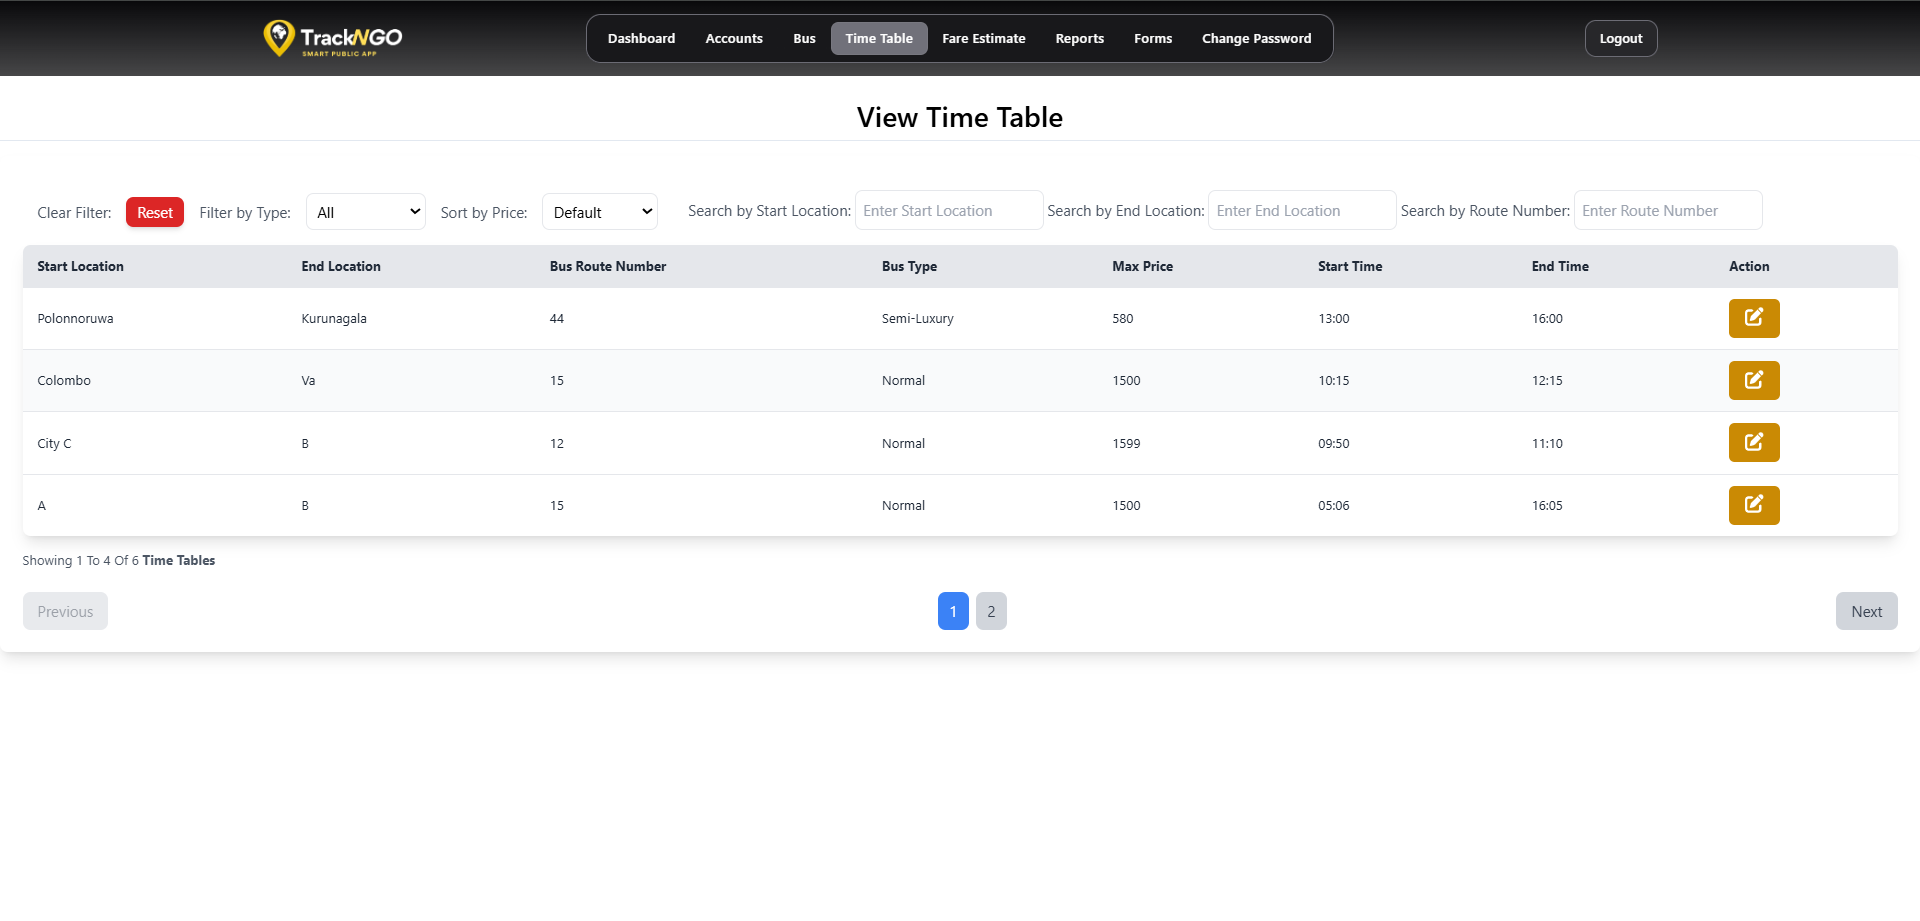 TrackNGO
SMART PUBLIC APP
Dashboard Accounts Bus Time Table Fare Estimate Reports Forms Change Password
Logout
View Time Table
Clear Filter: Reset Filter by Type: All Sort by Price: Default Search by Start Location: Enter Start Location Search by End Location: Enter End Location Search by Route Number: Enter Route Number
Start Location End Location Bus Route Number Bus Type Max Price Start Time End Time Action
Polonnoruwa Kurunagala 44 Semi-Luxury 580 13:00 16:00
Colombo Va 15 Normal 1500 10:15 12:15
City C B 12 Normal 1599 09:50 11:10
A B 15 Normal 1500 05:06 16:05
Showing 1 To 4 Of 6 Time Tables
Previous 1 2 Next